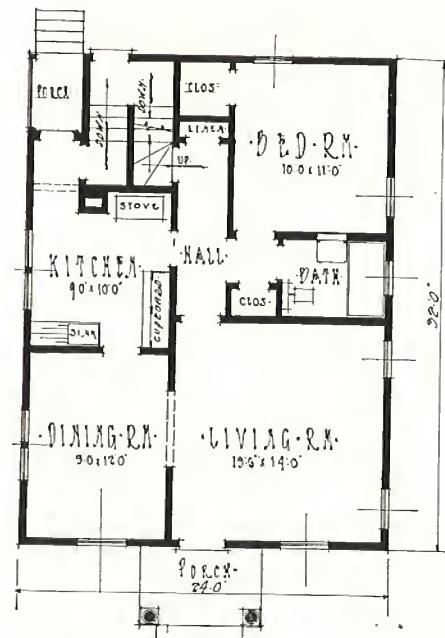 PORCH
DOWN
DOWN
UP
CLOS.
LINEN
·BED·RM·
10-0 x 11-0
STOVE
KITCHEN
9-0" x 10'-0"
CUPBOARD
SINK
·HALL·
BATH
CLOS.
·DINING·RM·
9-0 x 12-0
·LIVING·RM·
13'-6" x 14'-0"
PORCH·
24-0"
32-0"